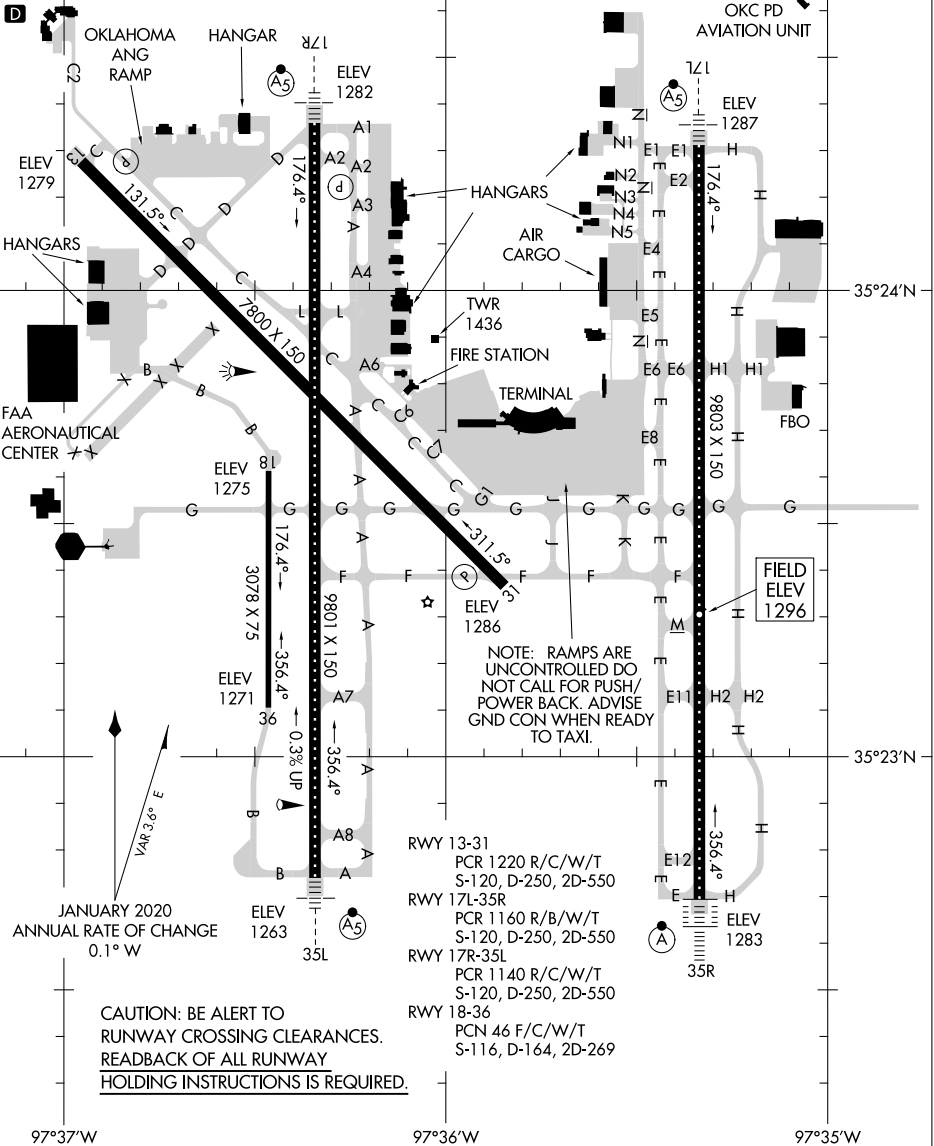 D
OKLAHOMA
ANG
RAMP
HANGAR
17R
A5
ELEV
1282
OKC PD
AVIATION UNIT
17L
A5
ELEV
1287
C2
ELEV
1279
13
C
P
D
A1
A2
A2
P
A3
A
A4
176.4°
131.5°
C
D
D
D
C
HANGARS
HANGARS
N
N1
N2
N
N3
N4
N5
E1
E1
H
E2
E
E4
E
176.4°
H
AIR
CARGO
35°24'N
7800 X 150
L
L
C
TWR
1436
FIRE STATION
A6
TERMINAL
E5
N
E
E6
E6
H1
H1
H
9803 X 150
FBO
B
X
X
X
X
B
B
FAA
AERONAUTICAL
CENTER
X
X
A
C
C6
C
C7
C
G1
E
E8
E
H
18
ELEV
1275
A
J
K
G
G
G
G
G
G
G
G
G
G
G
G
176.4°
3078 X 75
356.4°
A
J
K
E
311.5°
F
F
P
F
F
F
31
ELEV
1286
9801 X 150
FIELD
ELEV
1296
E
M
E
H
A
NOTE: RAMPS ARE
UNCONTROLLED DO
NOT CALL FOR PUSH/
POWER BACK. ADVISE
GND CON WHEN READY
TO TAXI.
ELEV
1271
36
A7
E11
H2
H2
H
0.3% UP
356.4°
35°23'N
A
B
E
H
VAR 3.6° E
A8
A
B
A
356.4°
E12
E
E
H
JANUARY 2020
ANNUAL RATE OF CHANGE
0.1° W
ELEV
1263
A5
35L
A
ELEV
1283
35R
RWY 13-31
PCR 1220 R/C/W/T
S-120, D-250, 2D-550
RWY 17L-35R
PCR 1160 R/B/W/T
S-120, D-250, 2D-550
RWY 17R-35L
PCR 1140 R/C/W/T
S-120, D-250, 2D-550
RWY 18-36
PCN 46 F/C/W/T
S-116, D-164, 2D-269
CAUTION: BE ALERT TO
RUNWAY CROSSING CLEARANCES.
READBACK OF ALL RUNWAY
HOLDING INSTRUCTIONS IS REQUIRED.
97°37'W
97°36'W
97°35'W